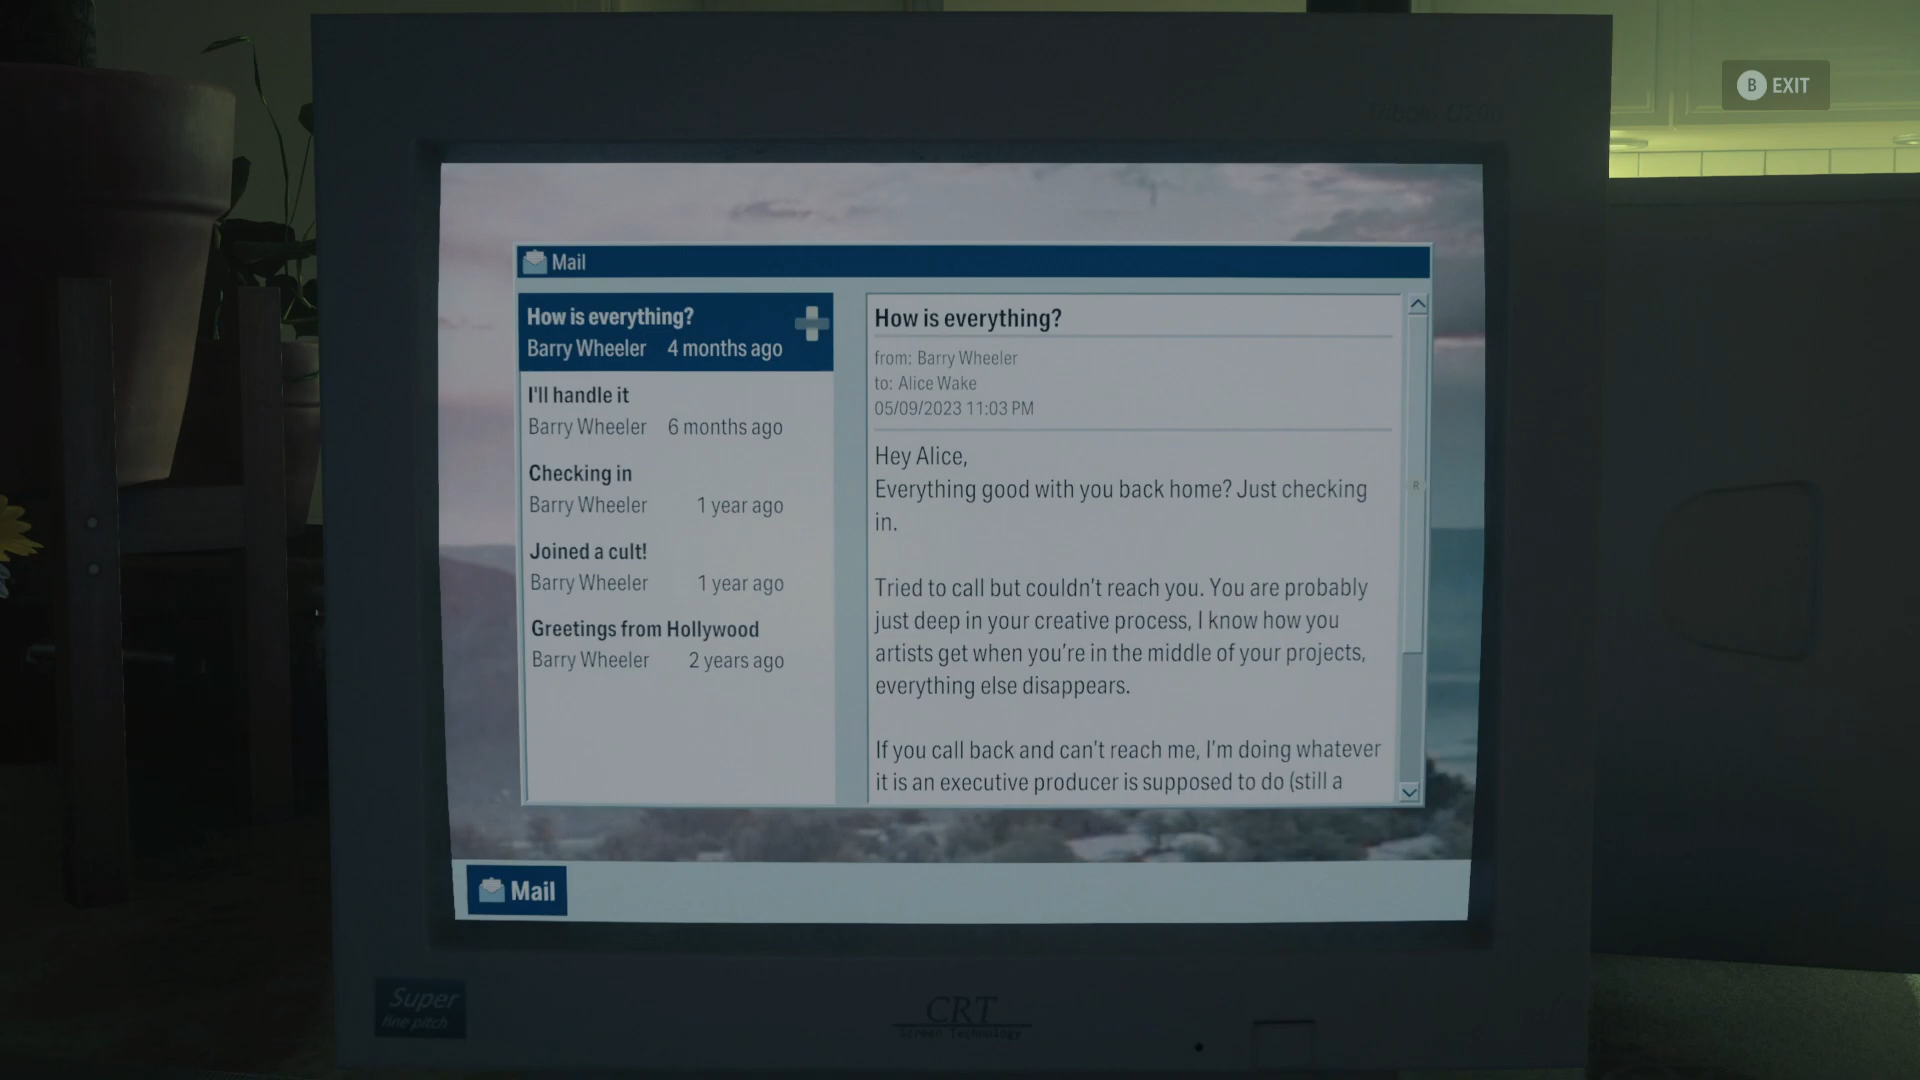 B EXIT
Mail
How is everything?
Barry Wheeler 4 months ago
I'll handle it
Barry Wheeler 6 months ago
Checking in
Barry Wheeler 1 year ago
Joined a cult!
Barry Wheeler 1 year ago
Greetings from Hollywood
Barry Wheeler 2 years ago
How is everything?
from: Barry Wheeler
to: Alice Wake
05/09/2023 11:03 PM
Hey Alice,
Everything good with you back home? Just checking
in.
Tried to call but couldn't reach you. You are probably
just deep in your creative process, I know how you
artists get when you're in the middle of your projects,
everything else disappears.
If you call back and can't reach me, I'm doing whatever
it is an executive producer is supposed to do (still a
R
Mail
Super
fine pitch
CRT
Screen Technology